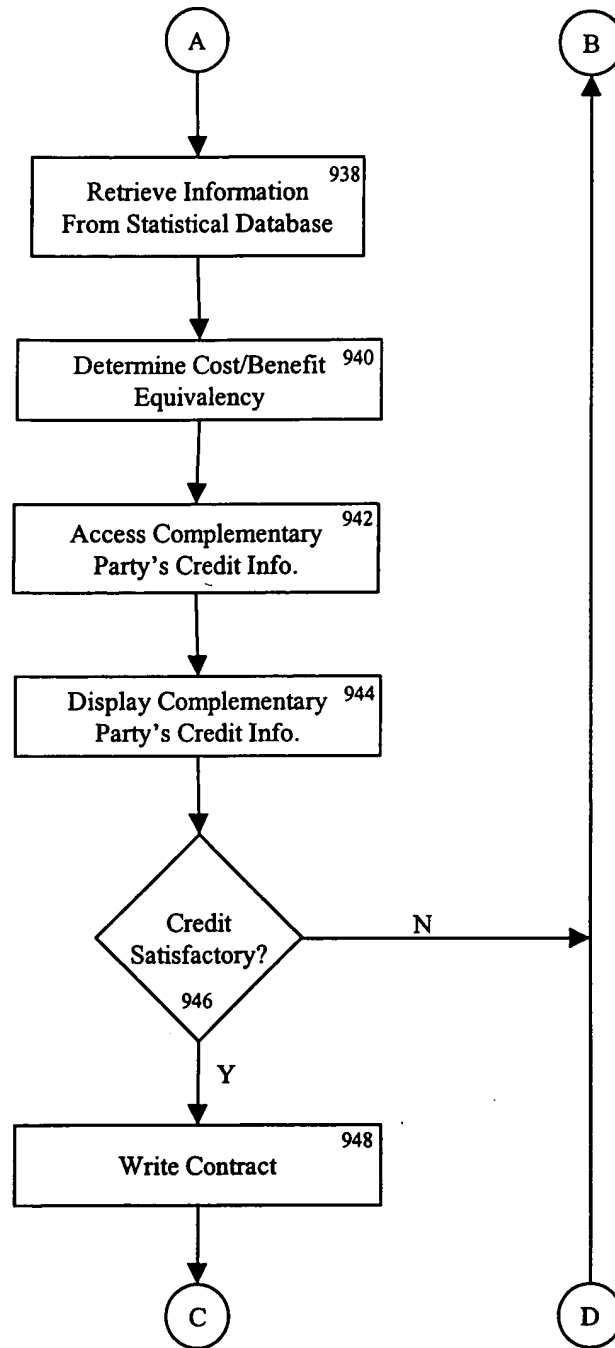 A
B
938
Retrieve Information
From Statistical Database
940
Determine Cost/Benefit
Equivalency
942
Access Complementary
Party's Credit Info.
944
Display Complementary
Party's Credit Info.
Credit
Satisfactory?
946
N
Y
948
Write Contract
C
D